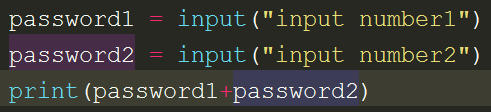 password1 = input("input number1")
password2 = input("input number2")
print(password1+password2)